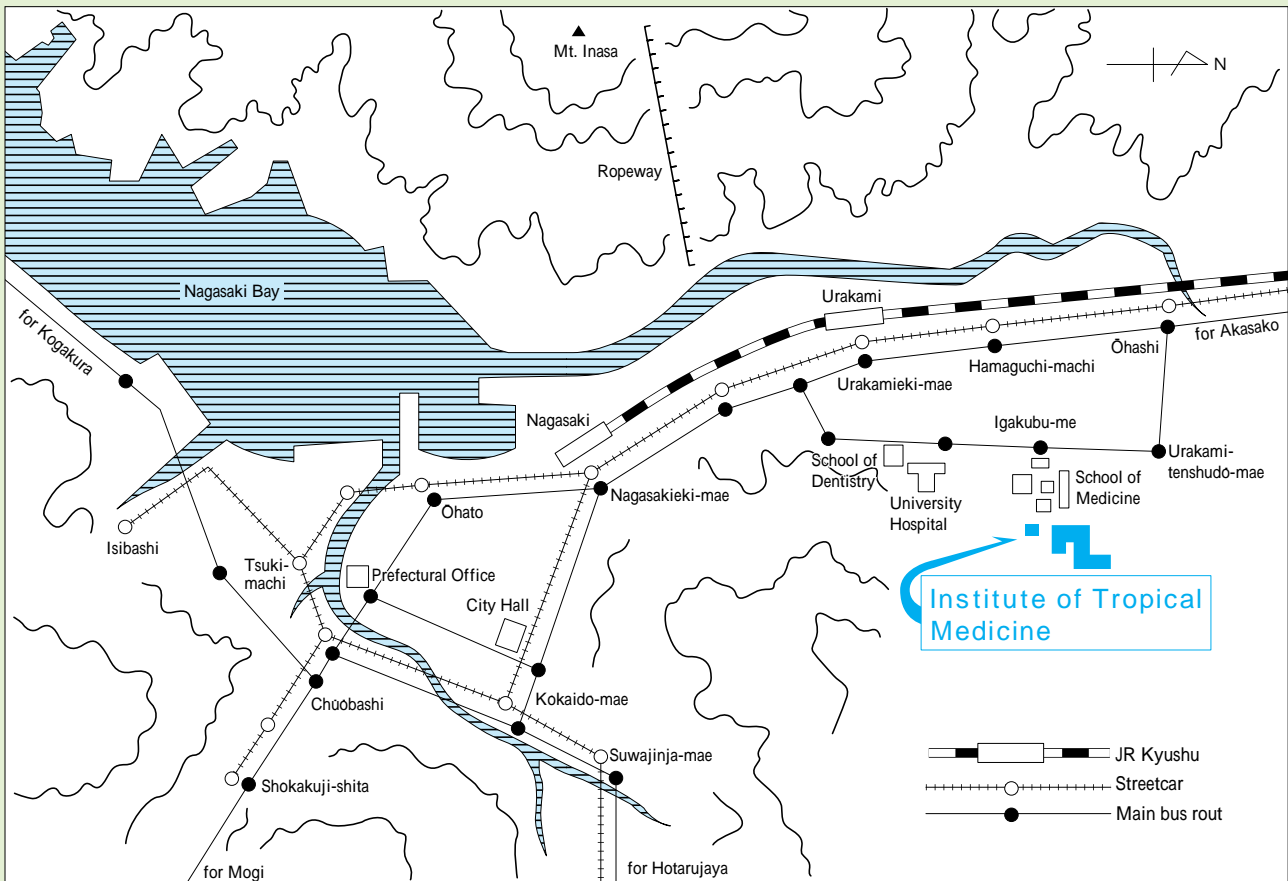 Mt. Inasa
N
Ropeway
Nagasaki Bay
Urakami
for Kogakura
for Akasako
Ōhashi
Hamaguchi-machi
Urakamieki-mae
Nagasaki
Igakubu-me
School of
Dentistry
University
Hospital
School of
Medicine
Urakami-
tenshudó-mae
Nagasakieki-mae
Ōhato
Isibashi
Tsuki-
machi
Prefectural Office
City Hall
Institute of Tropical
Medicine
Chúóbashi
Kokaido-mae
Suwajinja-mae
Shokakuji-shita
for Mogi
for Hotarujaya
JR Kyushu
Streetcar
Main bus rout